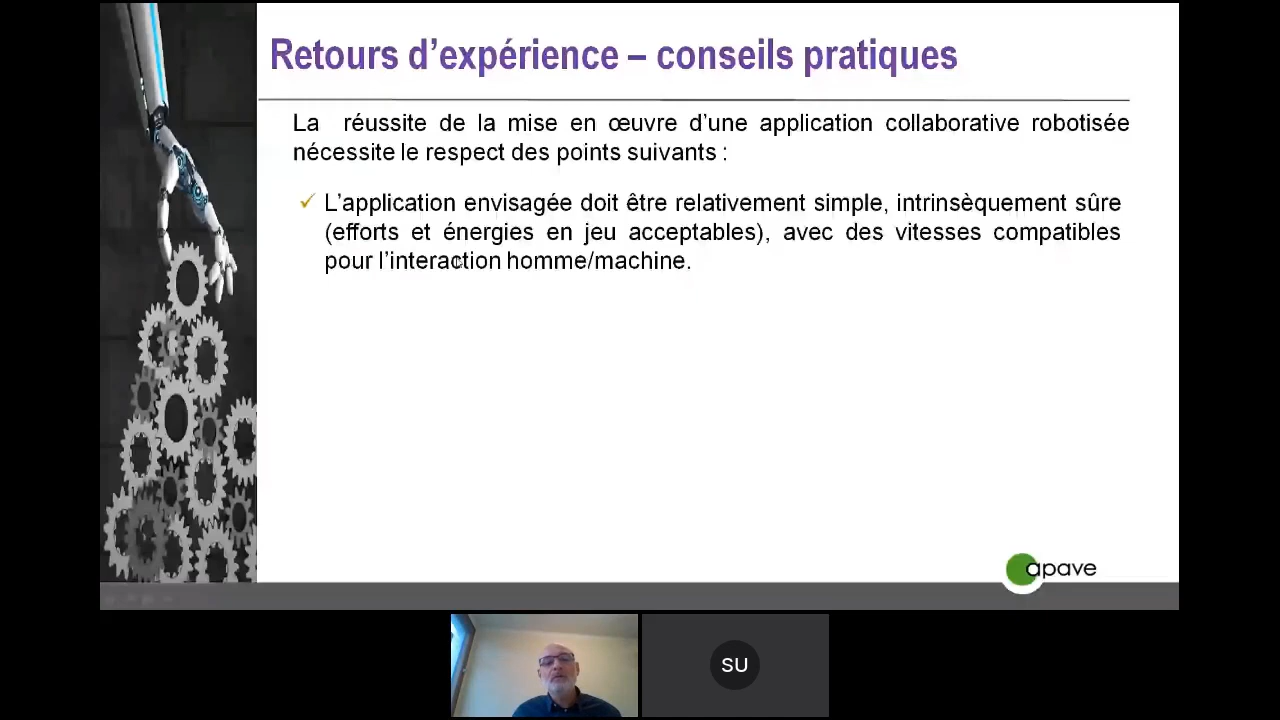 Retours d’expérience – conseils pratiques
La réussite de la mise en œuvre d’une application collaborative robotisée
nécessite le respect des points suivants :
✓ L’application envisagée doit être relativement simple, intrinsèquement sûre
(efforts et énergies en jeu acceptables), avec des vitesses compatibles
pour l’interaction homme/machine.
apave
SU